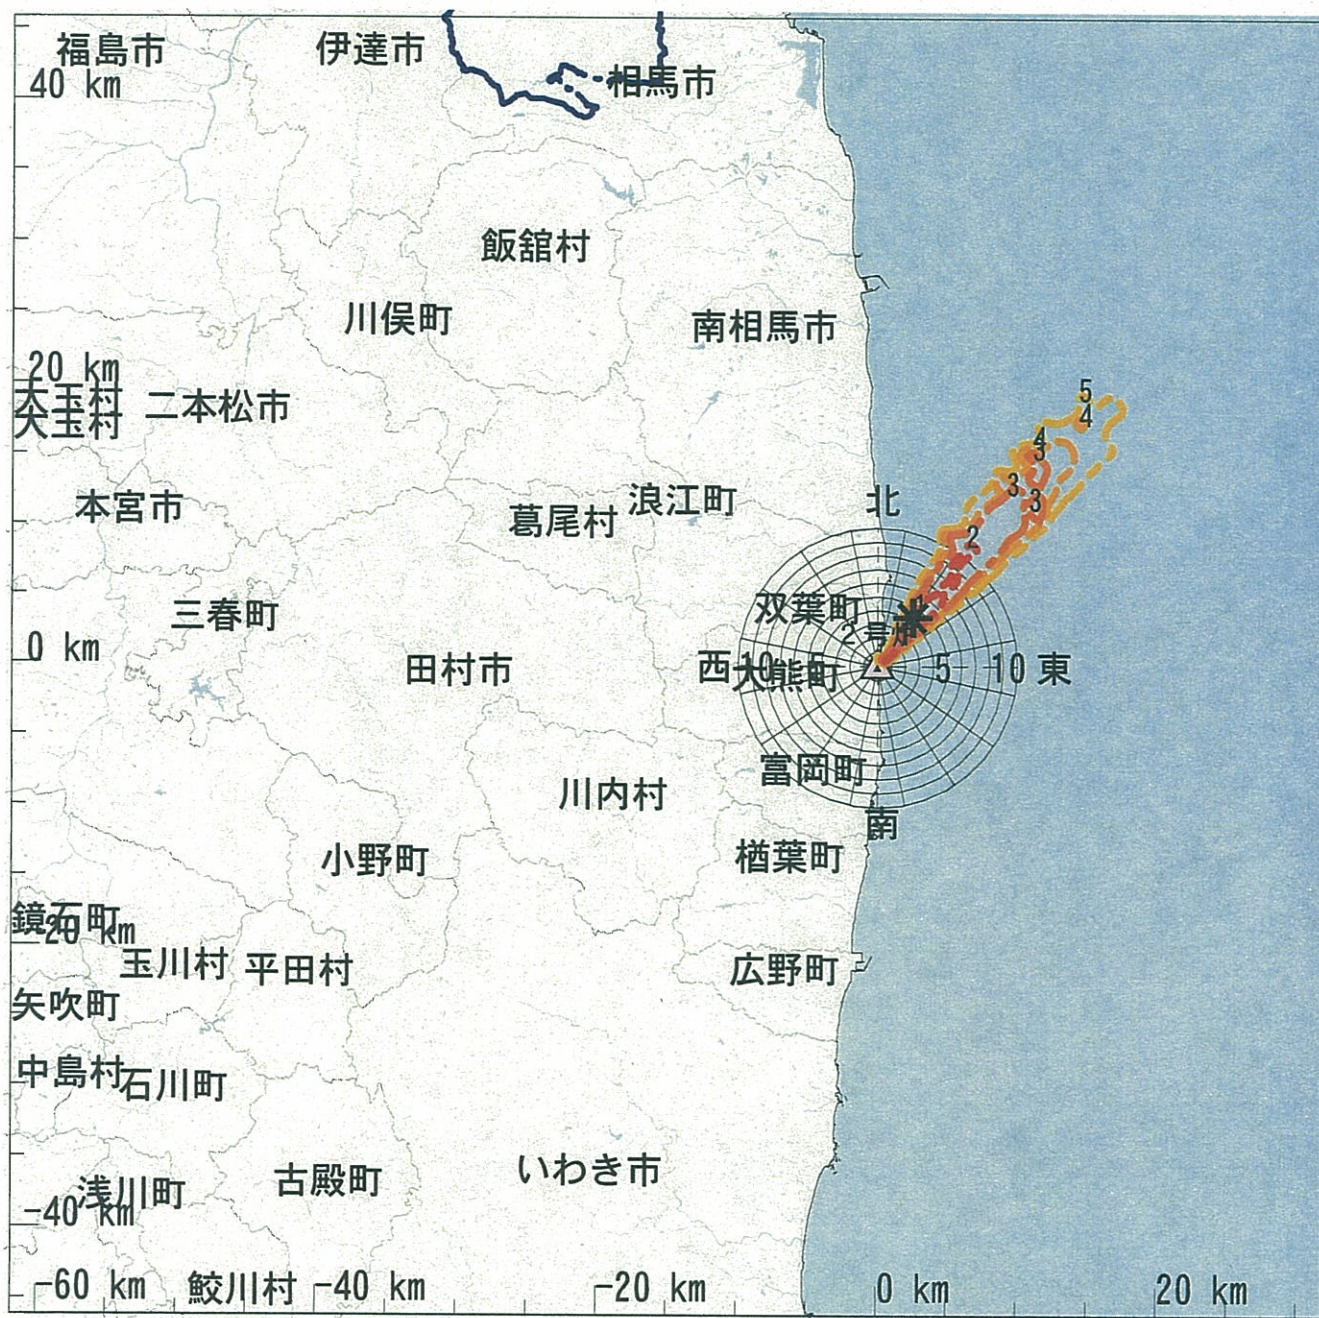 福島市
伊達市
40 km
相馬市
飯舘村
川俣町
南相馬市
20 km
大玉村
二本松市
大玉村
5
4
4
3
3
3
本宮市
葛尾村
浪江町
北
2
三春町
双葉町
2号炉
0 km
田村市
西
10
5
大熊町
5
10
東
富岡町
川内村
南
小野町
楢葉町
鏡石町
-20 km
玉川村
平田村
広野町
矢吹町
中島村
石川町
いわき市
浅川町
古殿町
-40 km
-60 km
鮫川村
-40 km
-20 km
0 km
20 km